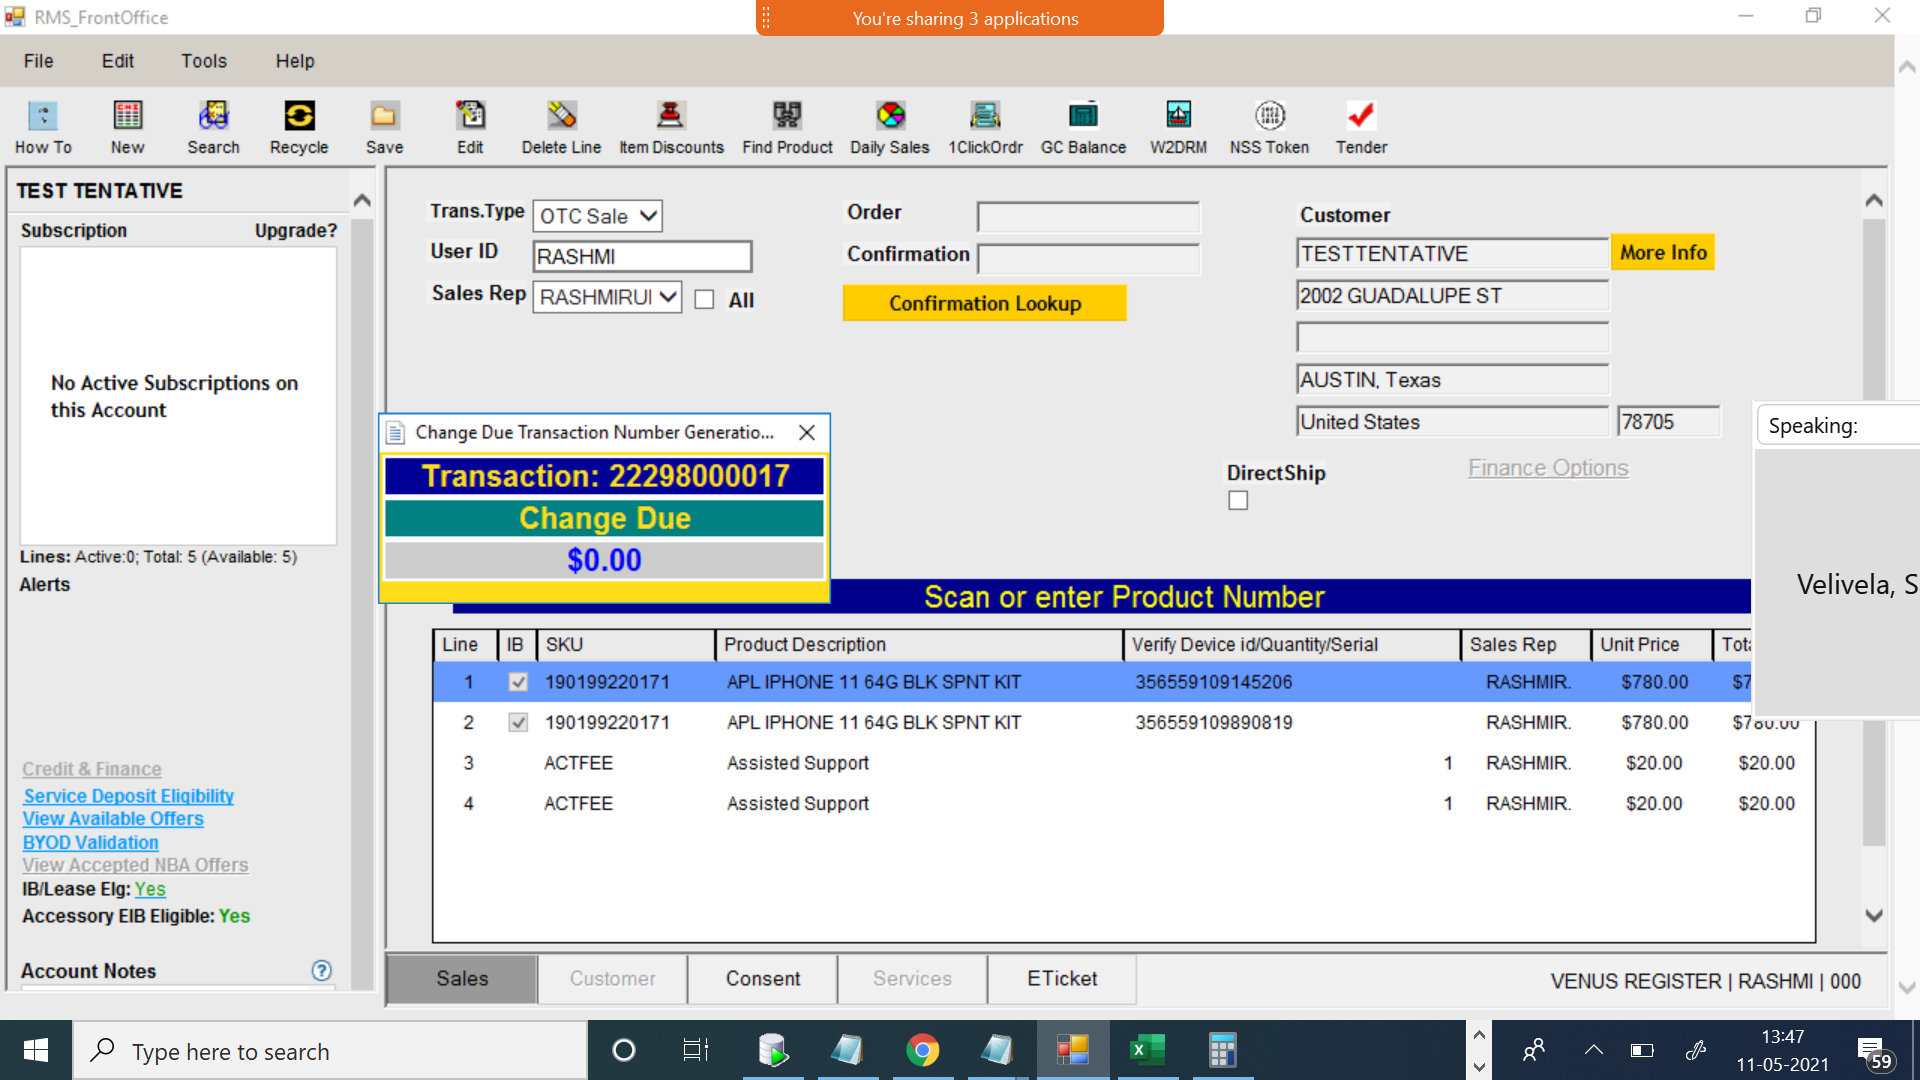 RMS_FrontOffice
You're sharing 3 applications
File Edit Tools Help
How To New Search Recycle Save Edit Delete Line Item Discounts Find Product Daily Sales 1ClickOrdr GC Balance W2DRM NSS Token Tender
TEST TENTATIVE
Subscription Upgrade?
No Active Subscriptions on
this Account
Lines: Active:0; Total: 5 (Available: 5)
Alerts
Credit & Finance
Service Deposit Eligibility
View Available Offers
BYOD Validation
View Accepted NBA Offers
IB/Lease Elg: Yes
Accessory EIB Eligible: Yes
Account Notes ?
Trans.Type OTC Sale
User ID RASHMI
Sales Rep RASHMIRUI All
Order
Confirmation
Confirmation Lookup
Customer
TESTTENTATIVE More Info
2002 GUADALUPE ST
AUSTIN, Texas
United States 78705
DirectShip
Finance Options
Speaking:
Velivela, S
Change Due Transaction Number Generatio...
Transaction: 22298000017
Change Due
$0.00
Scan or enter Product Number
Line IB SKU Product Description Verify Device id/Quantity/Serial Sales Rep Unit Price Tota
1 190199220171 APL IPHONE 11 64G BLK SPNT KIT 356559109145206 RASHMIR. $780.00 $7
2 190199220171 APL IPHONE 11 64G BLK SPNT KIT 356559109890819 RASHMIR. $780.00 $780.00
3 ACTFEE Assisted Support 1 RASHMIR. $20.00 $20.00
4 ACTFEE Assisted Support 1 RASHMIR. $20.00 $20.00
Sales Customer Consent Services ETicket
VENUS REGISTER | RASHMI | 000
Type here to search
13:47
11-05-2021
59